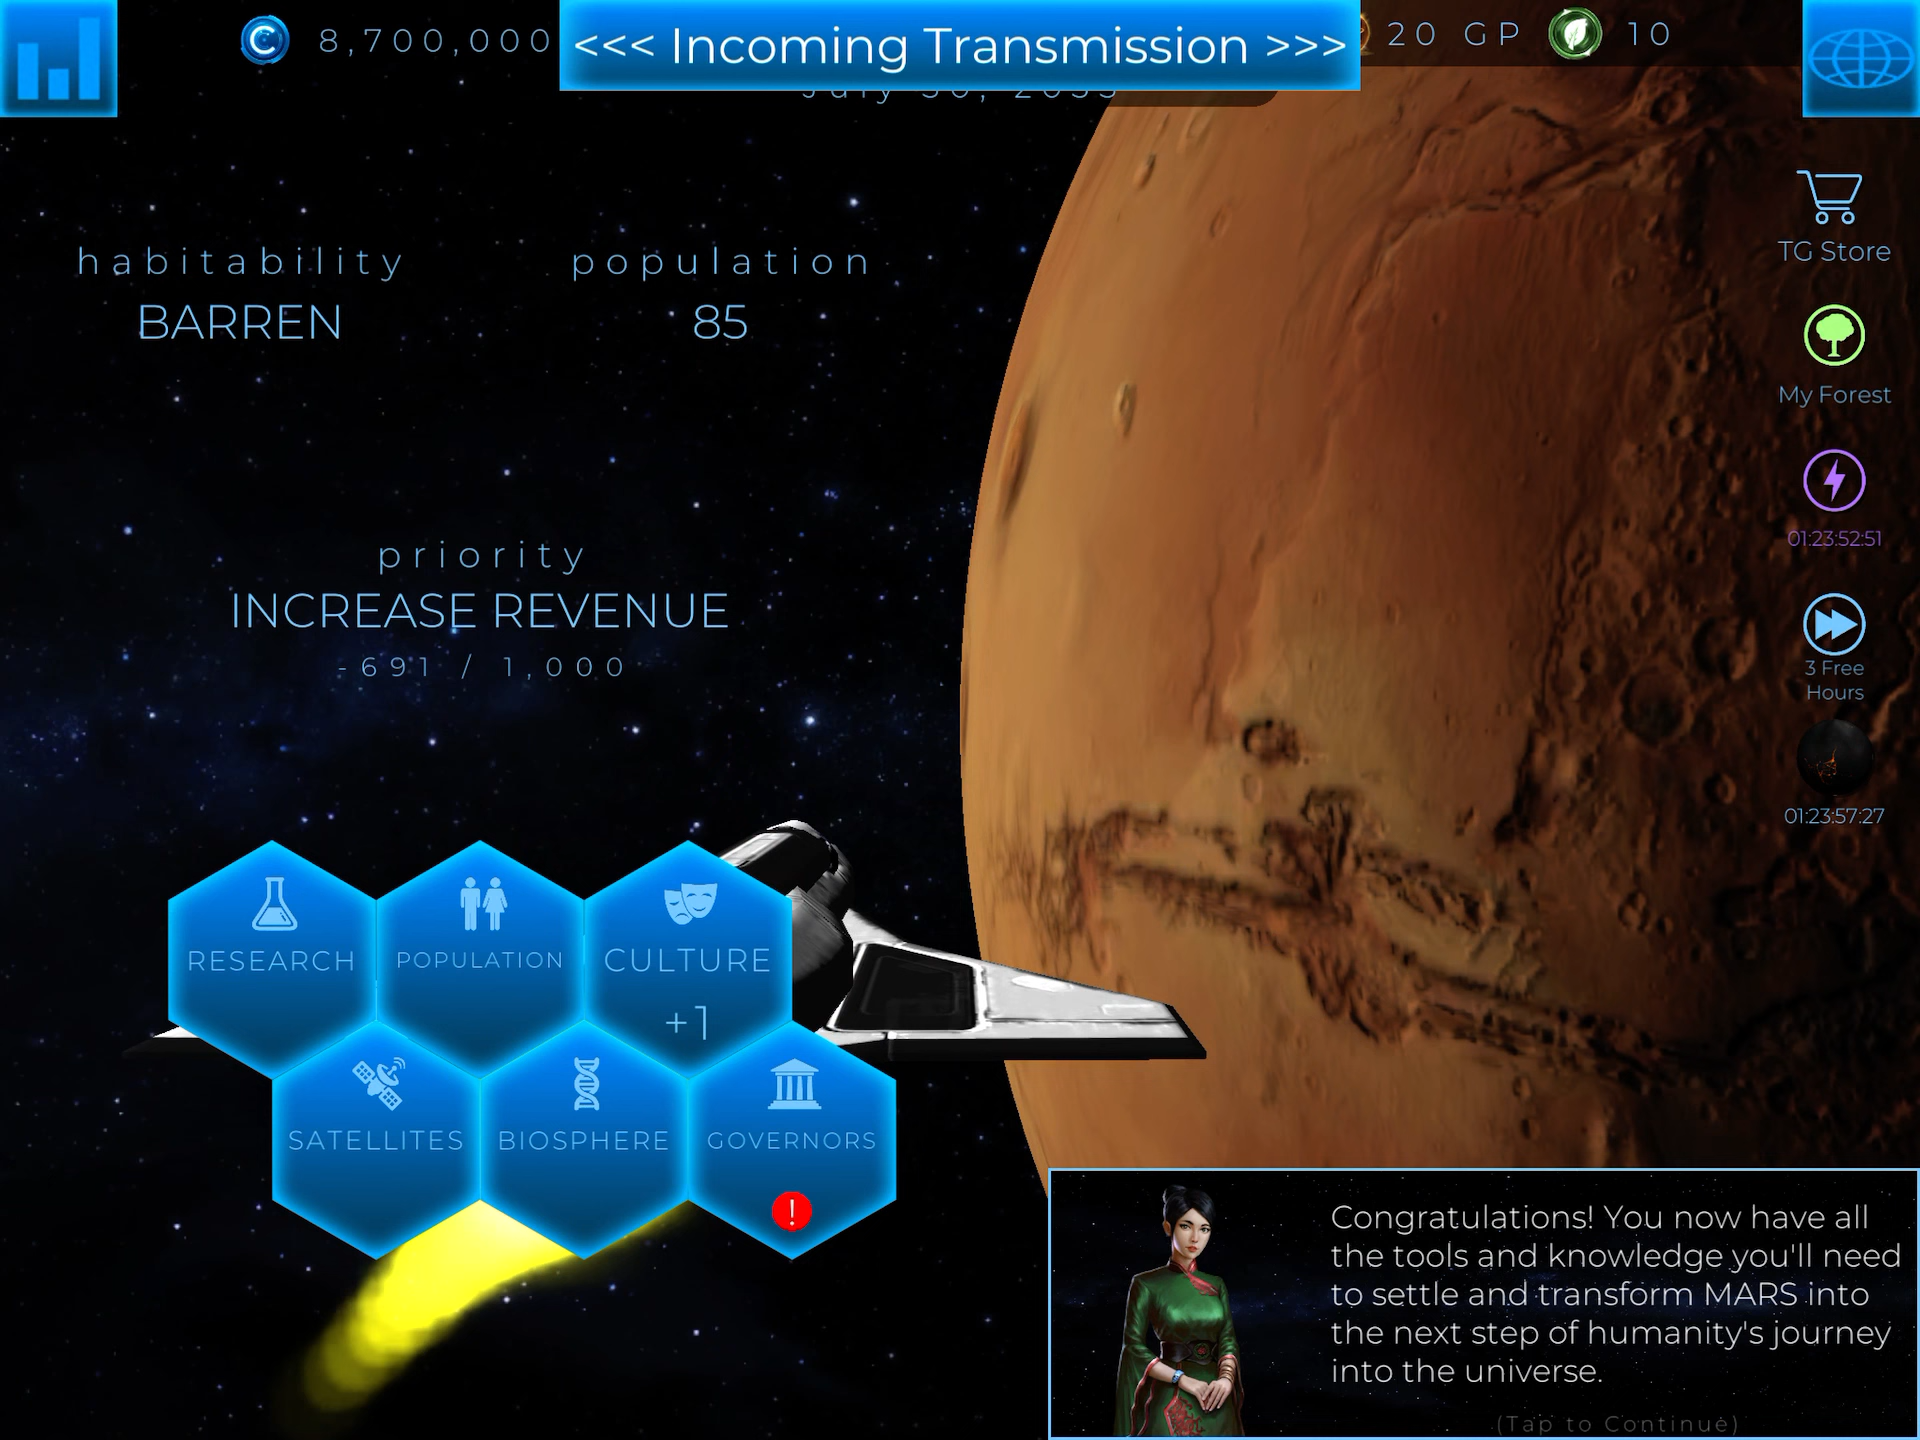 8,700,000
<<< Incoming Transmission >>>
20 GP
10
habitability
BARREN
population
85
priority
INCREASE REVENUE
-691 / 1,000
TG Store
My Forest
01:23:52:51
3 Free
Hours
01:23:57:27
RESEARCH
POPULATION
CULTURE
+1
SATELLITES
BIOSPHERE
GOVERNORS
!
Congratulations! You now have all
the tools and knowledge you'll need
to settle and transform MARS into
the next step of humanity's journey
into the universe.
(Tap to Continue)